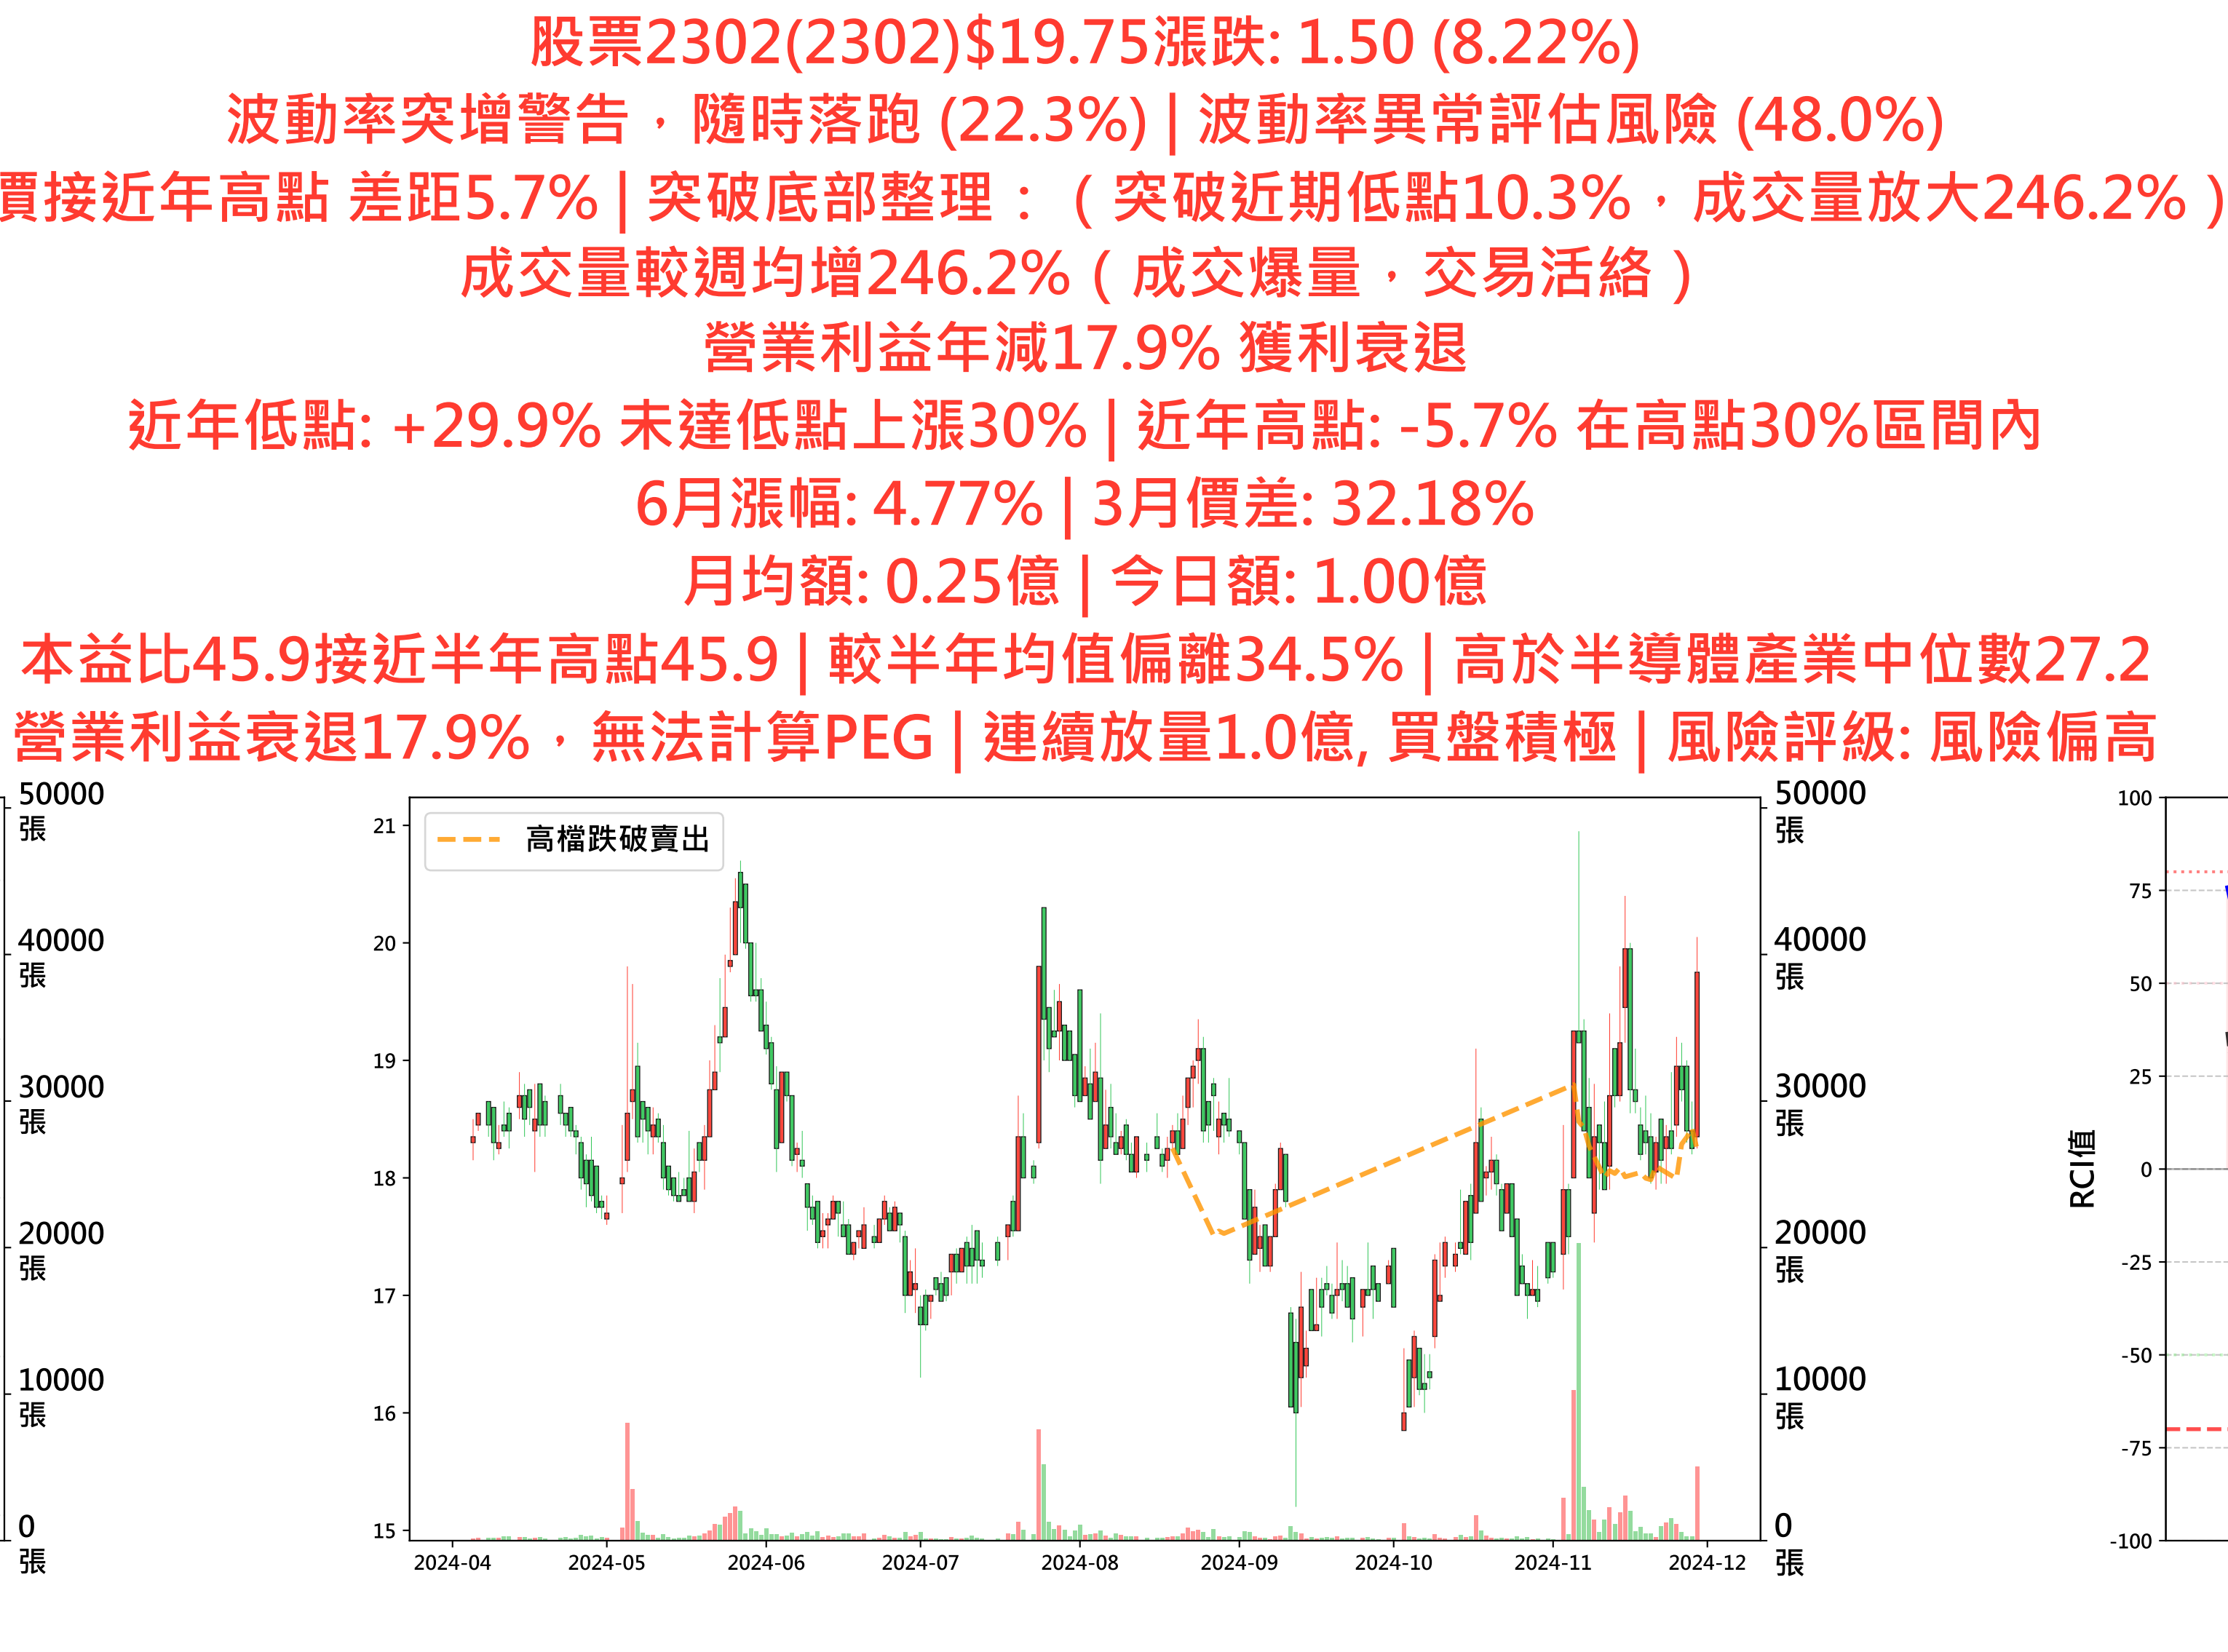 股票2302(2302)$19.75漲跌: 1.50 (8.22%)
波動率突增警告，隨時落跑 (22.3%) | 波動率異常評估風險 (48.0%)
買接近年高點 差距5.7% | 突破底部整理：（突破近期低點10.3%，成交量放大246.2%）
成交量較週均增246.2%（成交爆量，交易活絡）
營業利益年減17.9% 獲利衰退
近年低點: +29.9% 未達低點上漲30% | 近年高點: -5.7% 在高點30%區間內
6月漲幅: 4.77% | 3月價差: 32.18%
月均額: 0.25億 | 今日額: 1.00億
本益比45.9接近半年高點45.9 | 較半年均值偏離34.5% | 高於半導體產業中位數27.2
營業利益衰退17.9%，無法計算PEG | 連續放量1.0億, 買盤積極 | 風險評級: 風險偏高
50000
張
40000
張
30000
張
20000
張
10000
張
0
張
高檔跌破賣出
21
20
19
18
17
16
15
2024-04
2024-05
2024-06
2024-07
2024-08
2024-09
2024-10
2024-11
2024-12
50000
張
40000
張
30000
張
20000
張
10000
張
0
張
RCI值
100
75
50
25
0
-25
-50
-75
-100